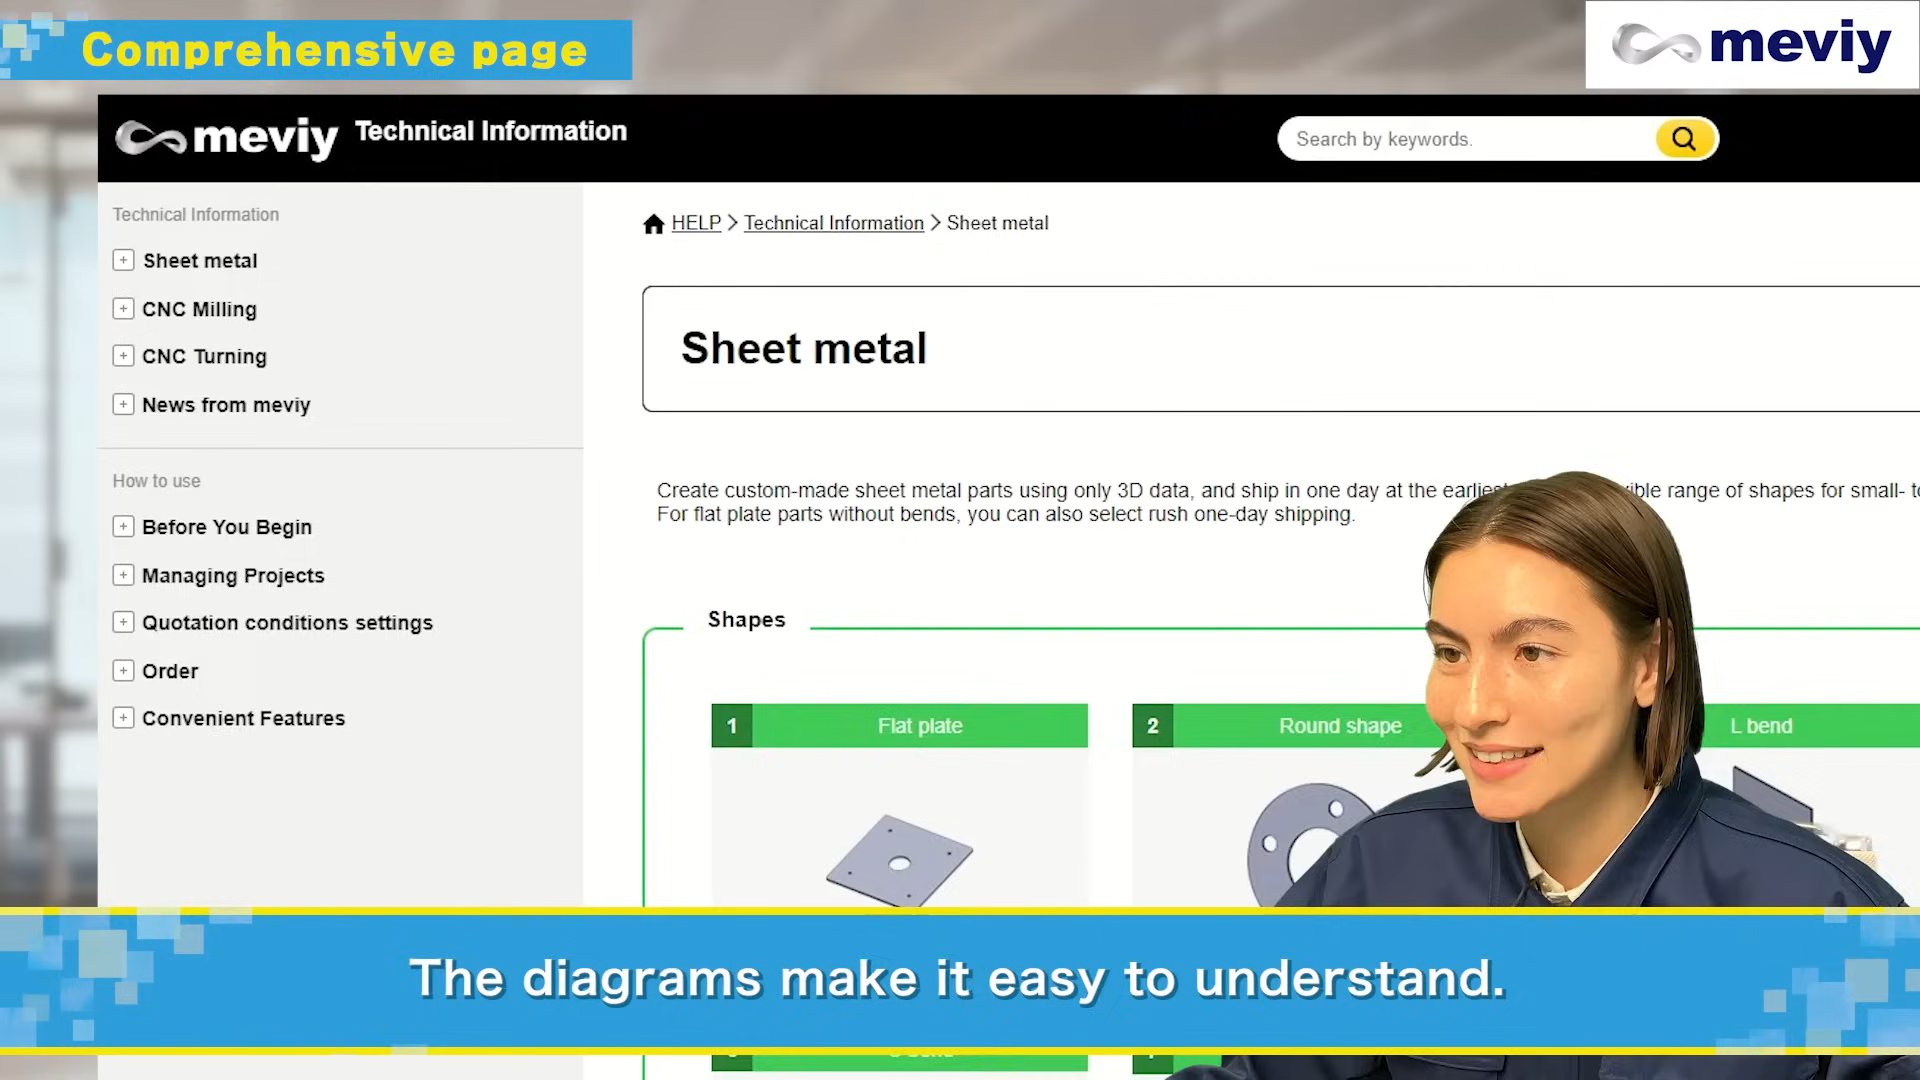 Comprehensive page
meviy
meviy Technical Information
Search by keywords.
Technical Information
Sheet metal
CNC Milling
CNC Turning
News from meviy
How to use
Before You Begin
Managing Projects
Quotation conditions settings
Order
Convenient Features
HELP > Technical Information > Sheet metal
Sheet metal
Create custom-made sheet metal parts using only 3D data, and ship in one day at the earliest range of shapes for small-
For flat plate parts without bends, you can also select rush one-day shipping.
Shapes
1 Flat plate
2 Round shape
L bend
The diagrams make it easy to understand.